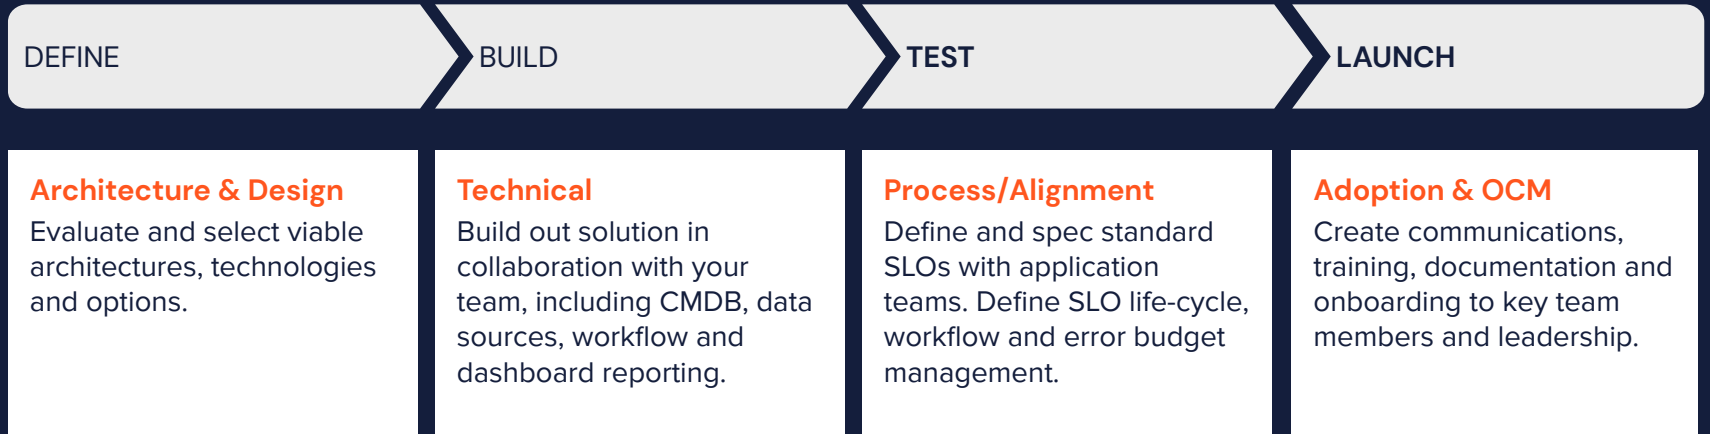 DEFINE
BUILD
TEST
LAUNCH
Architecture & Design
Evaluate and select viable
architectures, technologies
and options.
Technical
Build out solution in
collaboration with your
team, including CMDB, data
sources, workflow and
dashboard reporting.
Process/Alignment
Define and spec standard
SLOs with application
teams. Define SLO life-cycle,
workflow and error budget
management.
Adoption & OCM
Create communications,
training, documentation and
onboarding to key team
members and leadership.